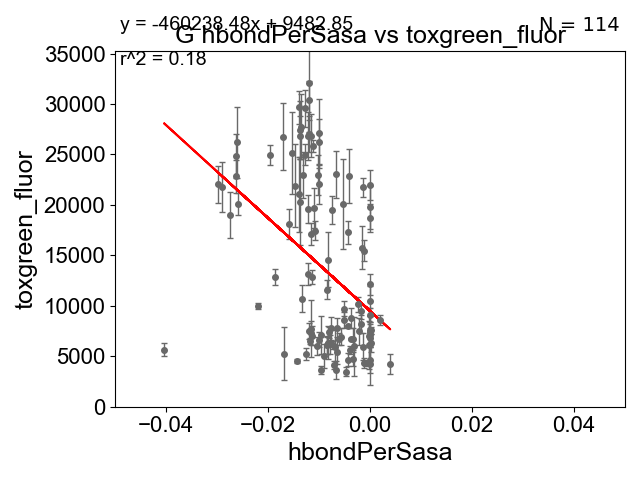 y = -460238.48x + 9482.85
N = 114
G hbondPerSasa vs toxgreen_fluor
r^2 = 0.18
35000
30000
25000
20000
15000
10000
5000
0
toxgreen_fluor
−0.04 −0.02 0.00 0.02 0.04
hbondPerSasa